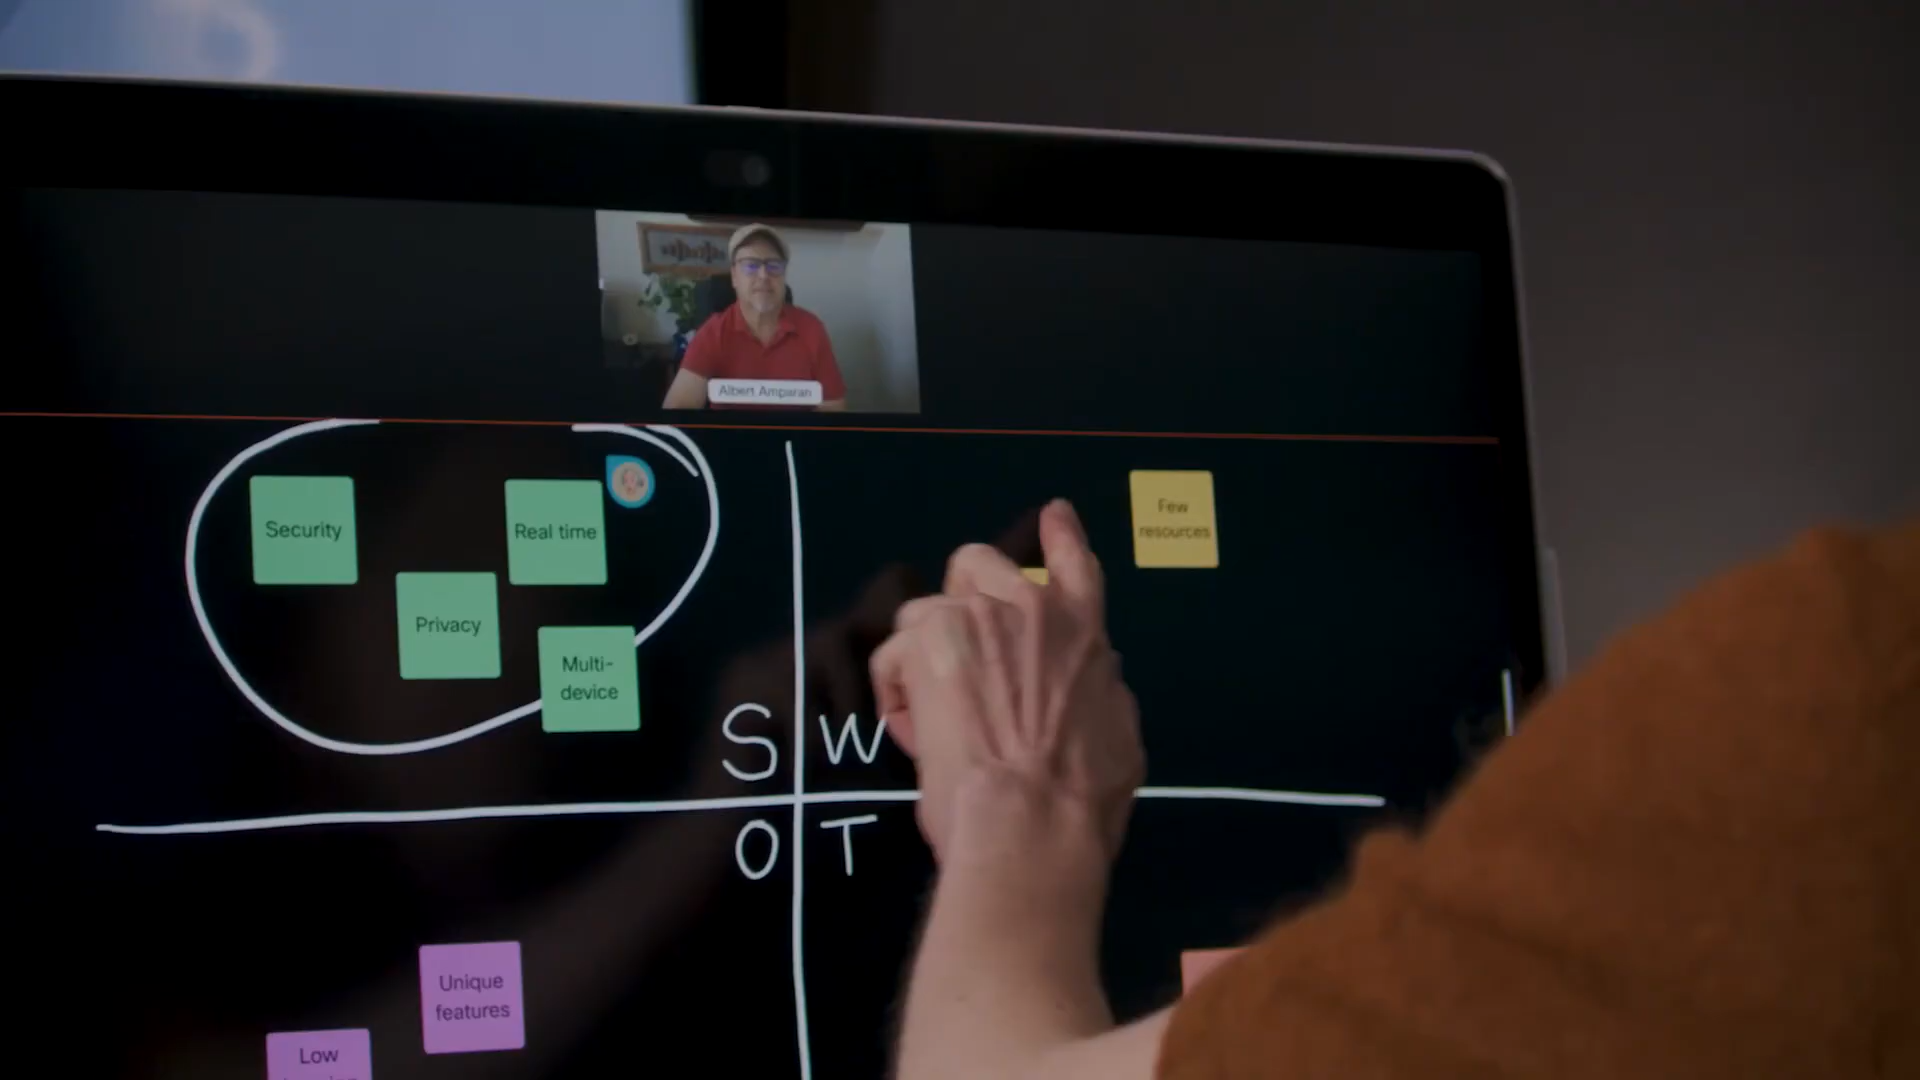 Albert Amparan
Security
Real time
Privacy
Multi-
device
Few
resources
S
W
O
T
Unique
features
Low